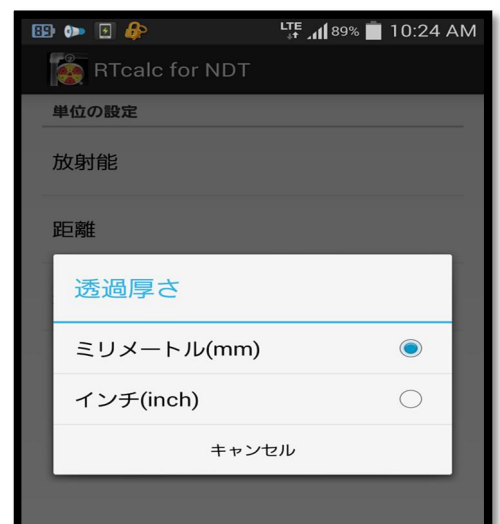 89 LTE 89% 10:24 AM
RTcalc for NDT
単位の設定
放射能
距離
透過厚さ
ミリメートル(mm)
インチ(inch)
キャンセル